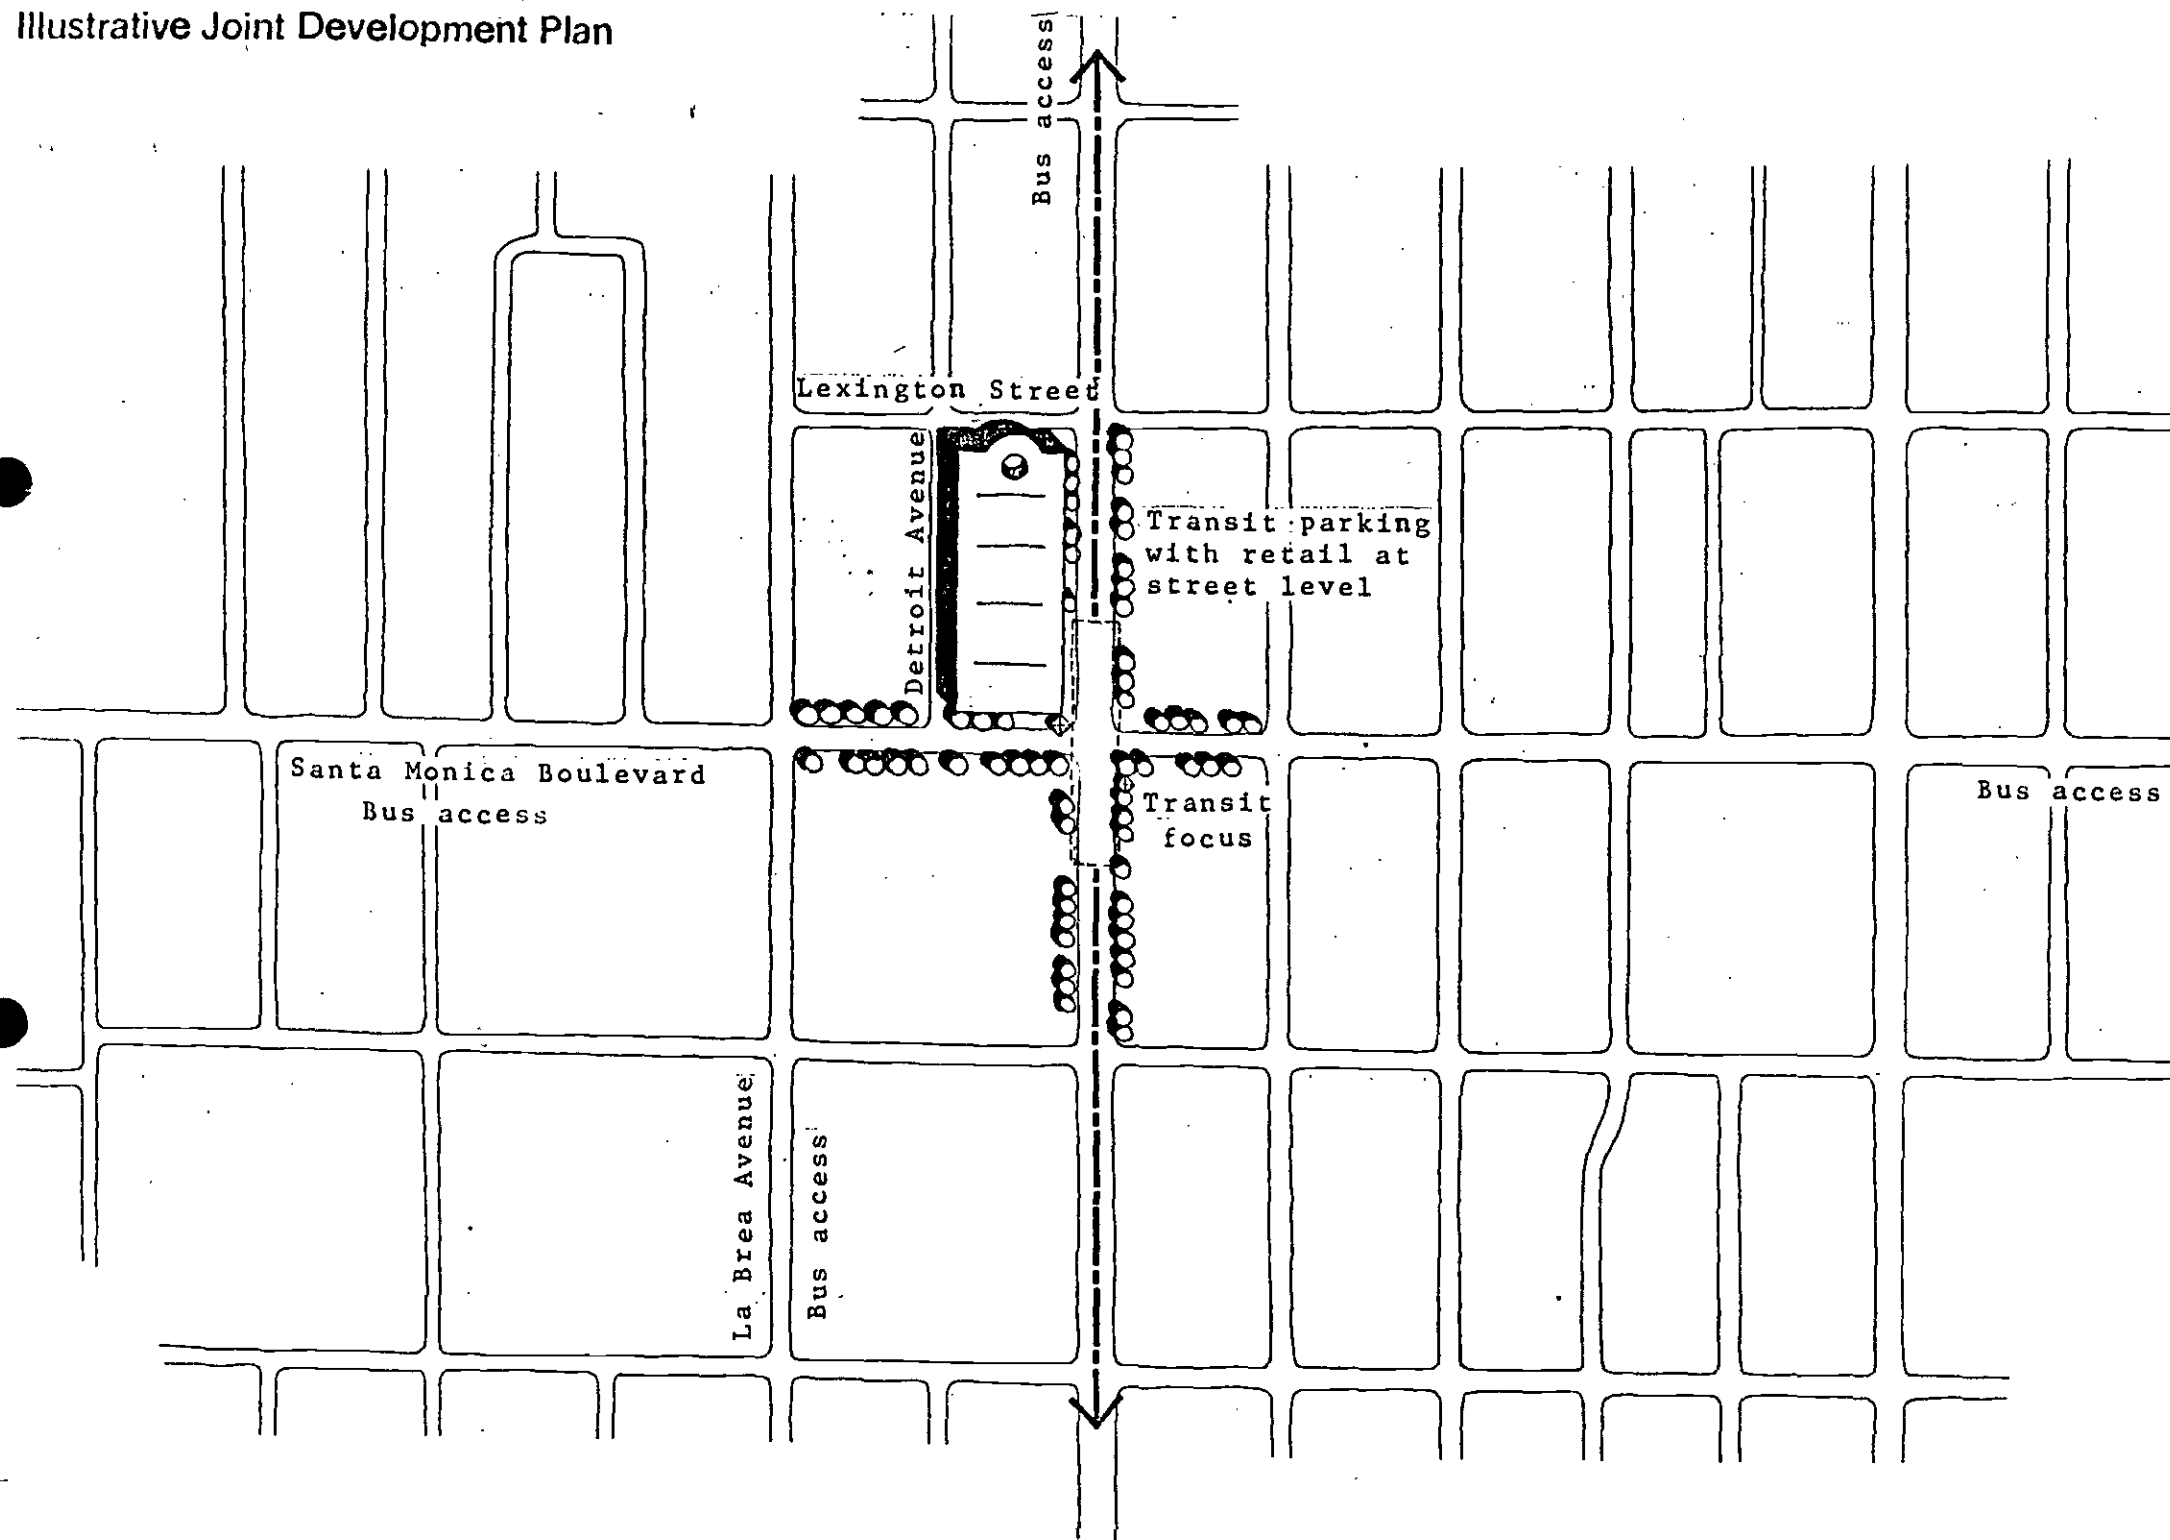 Illustrative Joint Development Plan
Bus access
Lexington Street
Detroit Avenue
Transit parking
with retail at
street level
Santa Monica Boulevard
Bus access
Transit
focus
Bus access
La Brea Avenue
Bus access